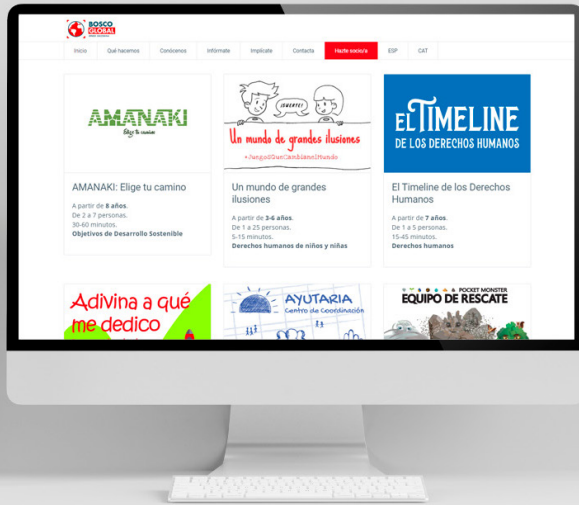 BOSCO
GLOBAL
Inicio Qué hacemos Conócenos Infórmate Implícate Contacta Hazte socio/a ESP CAT
AMANAKI
Elige tu camino
¡SUERTE!
Un mundo de grandes ilusiones
#JuegosQueCambianElMundo
EL TIMELINE
DE LOS DERECHOS HUMANOS
AMANAKI: Elige tu camino
A partir de 8 años.
De 2 a 7 personas.
30-60 minutos.
Objetivos de Desarrollo Sostenible
Un mundo de grandes
ilusiones
A partir de 3-6 años.
De 1 a 25 personas.
5-15 minutos.
Derechos humanos de niños y niñas
El Timeline de los Derechos
Humanos
A partir de 7 años.
De 1 a 5 personas.
15-45 minutos.
Derechos humanos
Adivina a qué
me dedico
AYUTARIA
Centro de Coordinación
POCKET MONSTER
EQUIPO DE RESCATE